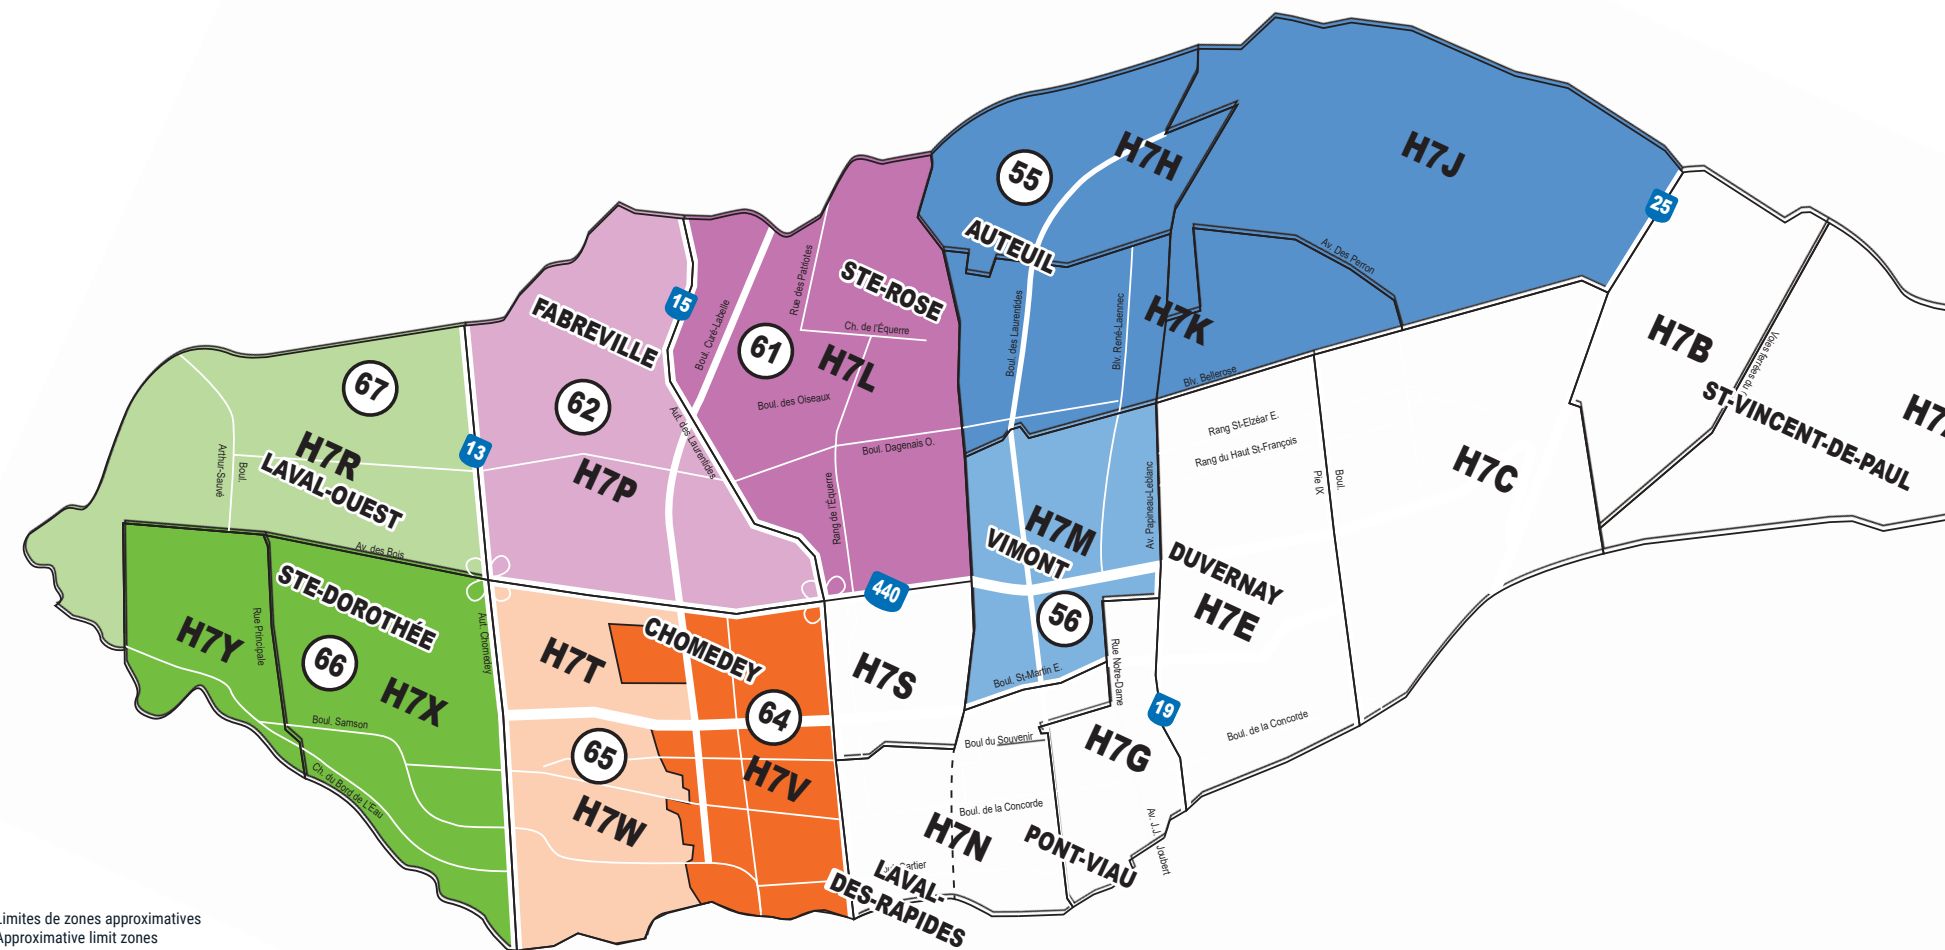 55
H7H
H7J
25
AUTEUIL
Av. Des Perron
STE-ROSE
Rue des Patriotes
15
FABREVILLE
Boul. Curé-Labelle
Ch. de l'Équerre
61
H7L
Boul. des Laurentides
Blv. René-Laennec
H7K
H7B
Voies ferrées du
67
62
Boul. des Oiseaux
Blv. Bellerose
ST-VINCENT-DE-PAUL
Aut. des Laurentides
Boul. Dagenais O.
Rang St-Elzéar E.
Rang du Haut St-François
H7R
13
LAVAL-OUEST
Arthur-Sauvé
Boul.
H7P
Rang de l'Équerre
Av. Papineau-Leblanc
Pie IX
Boul.
H7C
H7M
VIMONT
Av. des Bois
DUVERNAY
STE-DOROTHÉE
440
H7E
56
H7Y
Rue Principale
66
H7X
Aut. Chomedey
H7T
CHOMEDEY
H7S
Boul. St-Martin E.
Rue Notre-Dame
19
Boul. Samson
64
65
Boul du Souvenir
H7G
Boul. de la Concorde
Ch. du Bord de L'Eau
H7V
H7W
Boul. de la Concorde
H7N
PONT-VIAU
Av. J.J. Joubert
Cartier
LAVAL-
DES-RAPIDES
Limites de zones approximatives
Approximative limit zones